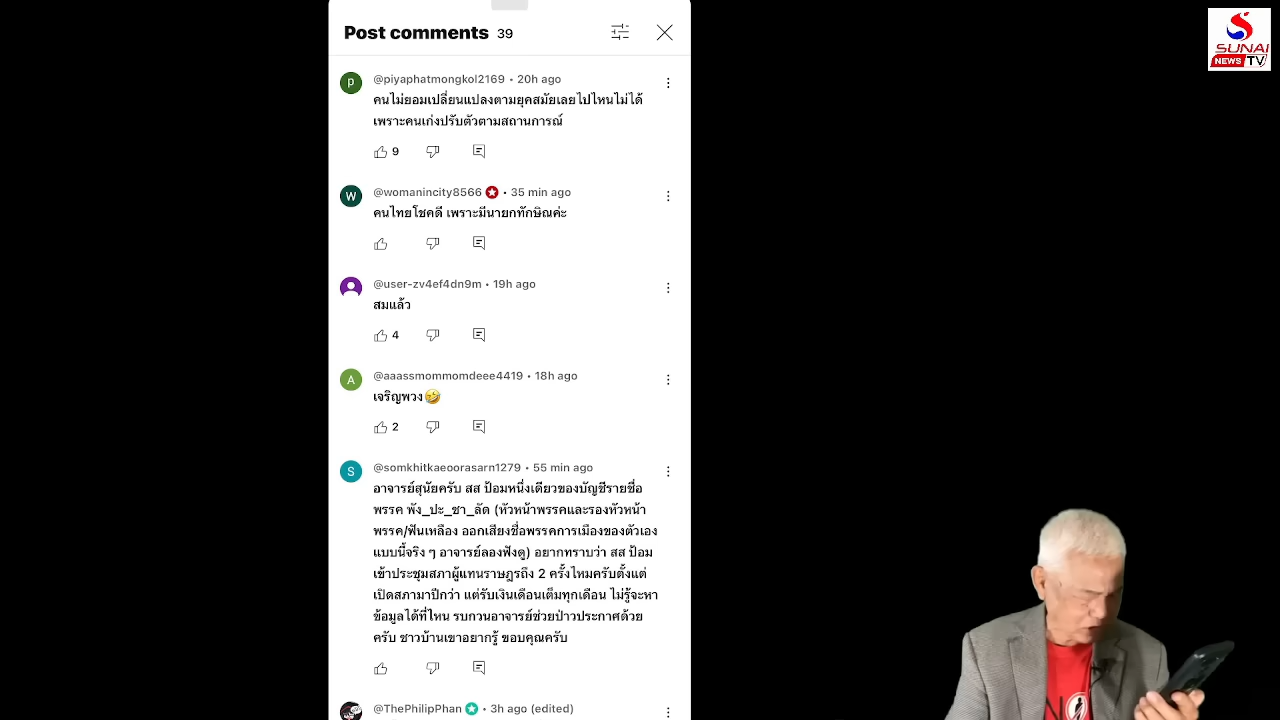 Post comments 39
SUNAI
NEWS TV
P
@piyaphatmongkol2169 • 20h ago
คนไม่ยอมเปลี่ยนแปลงตามยุคสมัยเลยไปไหนไม่ได้
เพราะคนเก่งปรับตัวตามสถานการณ์
9
W
@womanincity8566 • 35 min ago
คนไทยโชคดี เพราะมีนายกทักษิณค่ะ
@user-zv4ef4dn9m • 19h ago
สมแล้ว
4
A
@aaassmommomdeee4419 • 18h ago
เจริญพวง🤣
2
S
@somkhitkaeoorasarn1279 • 55 min ago
อาจารย์สุนัยครับ สส ป้อมหนึ่งเดียวของบัญชีรายชื่อ
พรรค พัง_ปะ_ชา_ลัด (หัวหน้าพรรคและรองหัวหน้า
พรรค/ฟันเหลือง ออกเสียงชื่อพรรคการเมืองของตัวเอง
แบบนี้จริง ๆ อาจารย์ลองฟังดู) อยากทราบว่า สส ป้อม
เข้าประชุมสภาผู้แทนราษฎรถึง 2 ครั้งไหมครับตั้งแต่
เปิดสภามาปีกว่า แต่รับเงินเดือนเต็มทุกเดือน ไม่รู้จะหา
ข้อมูลได้ที่ไหน รบกวนอาจารย์ช่วยป่าวประกาศด้วย
ครับ ชาวบ้านเขาอยากรู้ ขอบคุณครับ
@ThePhilipPhan • 3h ago (edited)